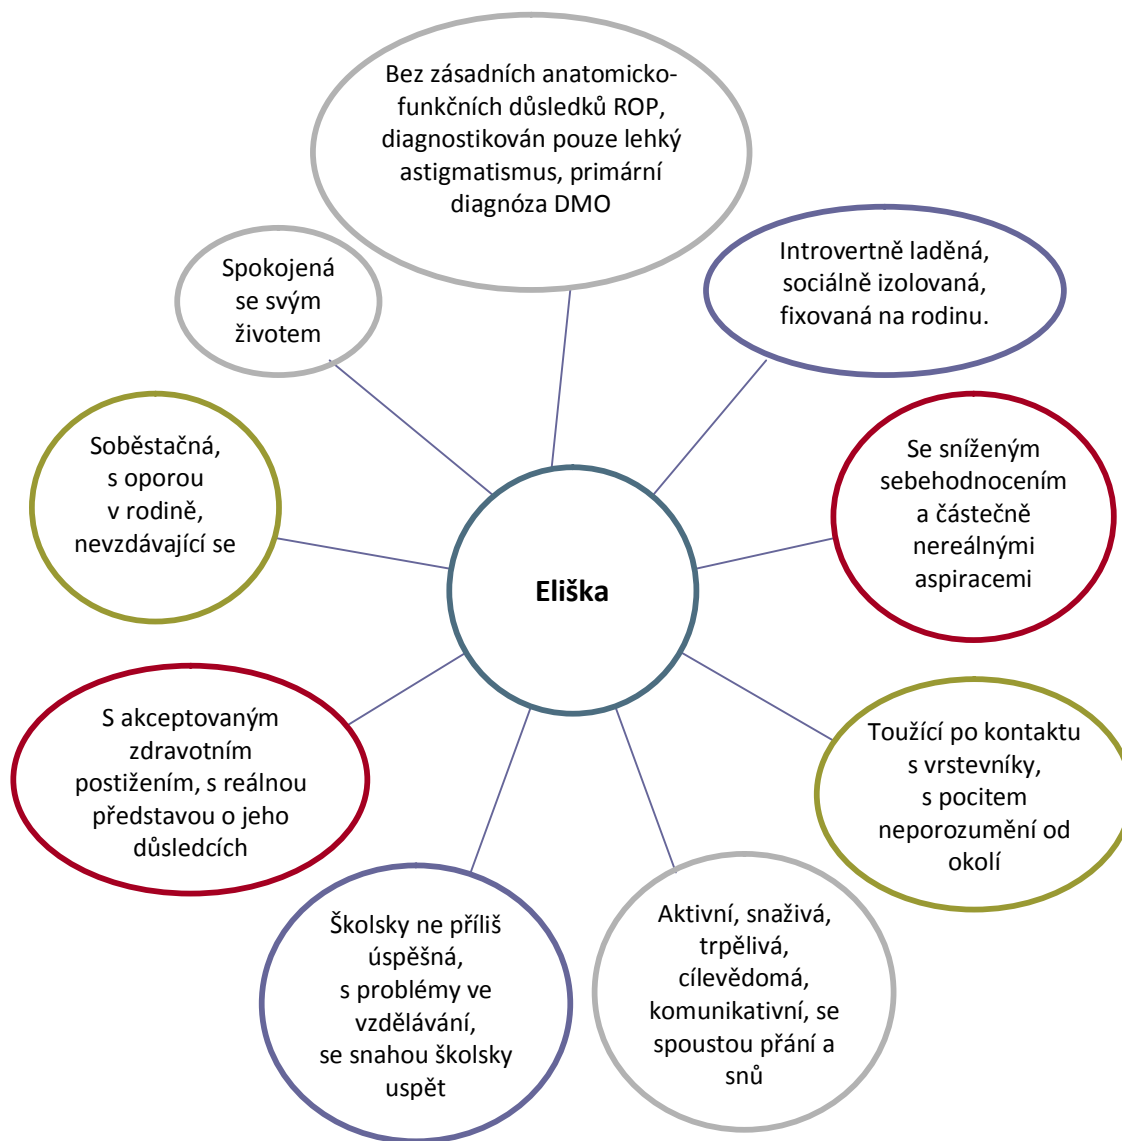 Bez zásadních anatomicko-
funkčních důsledků ROP,
diagnostikován pouze lehký
astigmatismus, primární
diagnóza DMO
Introvertně laděná,
sociálně izolovaná,
fixovaná na rodinu.
Spokojená
se svým
životem
Soběstačná,
s oporou
v rodině,
nevzdávající se
Se sníženým
sebehodnocením
a částečně
nereálnými
aspiracemi
Eliška
S akceptovaným
zdravotním
postižením, s reálnou
představou o jeho
důsledcích
Toužící po kontaktu
s vrstevníky,
s pocitem
neporozumění od
okolí
Školsky ne příliš
úspěšná,
s problémy ve
vzdělávání,
se snahou školsky
uspět
Aktivní, snaživá,
trpělivá,
cílevědomá,
komunikativní, se
spoustou přání a
snů